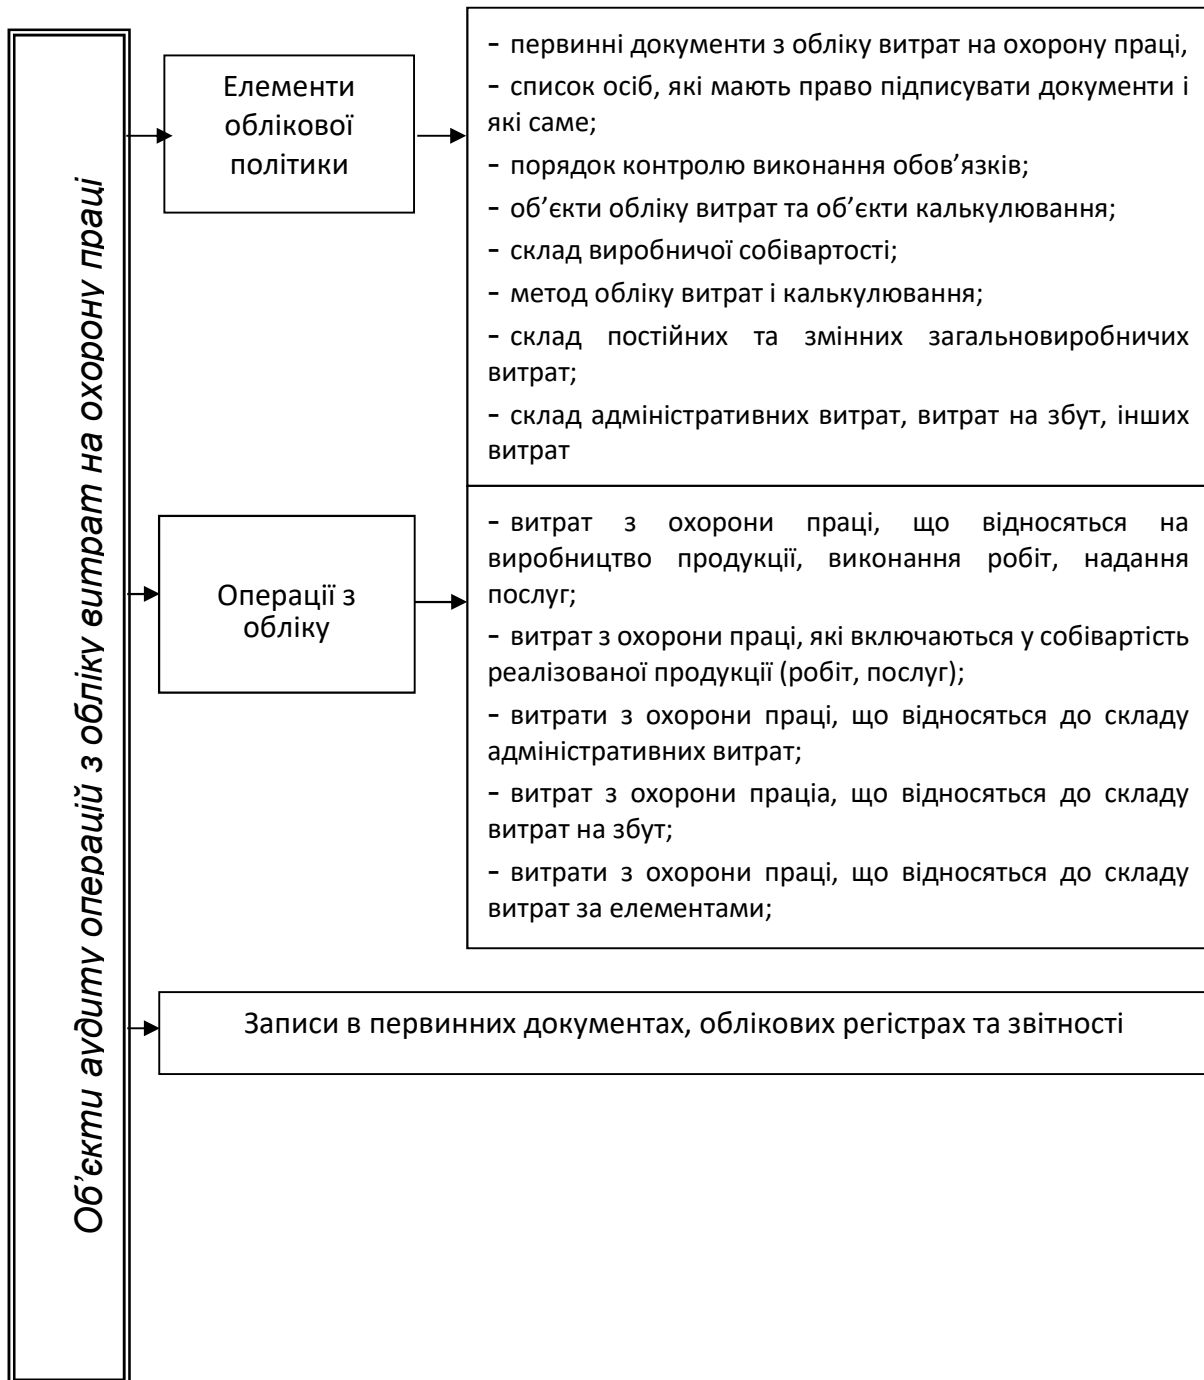 Об’єкти аудиту операцій з обліку витрат на охорону праці
Елементи
облікової
політики
- первинні документи з обліку витрат на охорону праці,
- список осіб, які мають право підписувати документи і
які саме;
- порядок контролю виконання обов’язків;
- об’єкти обліку витрат та об’єкти калькулювання;
- склад виробничої собівартості;
- метод обліку витрат і калькулювання;
- склад постійних та змінних загальновиробничих
витрат;
- склад адміністративних витрат, витрат на збут, інших
витрат
Операції з
обліку
- витрат з охорони праці, що відносяться на
виробництво продукції, виконання робіт, надання
послуг;
- витрат з охорони праці, які включаються у собівартість
реалізованої продукції (робіт, послуг);
- витрати з охорони праці, що відносяться до складу
адміністративних витрат;
- витрат з охорони праціа, що відносяться до складу
витрат на збут;
- витрати з охорони праці, що відносяться до складу
витрат за елементами;
Записи в первинних документах, облікових регістрах та звітності